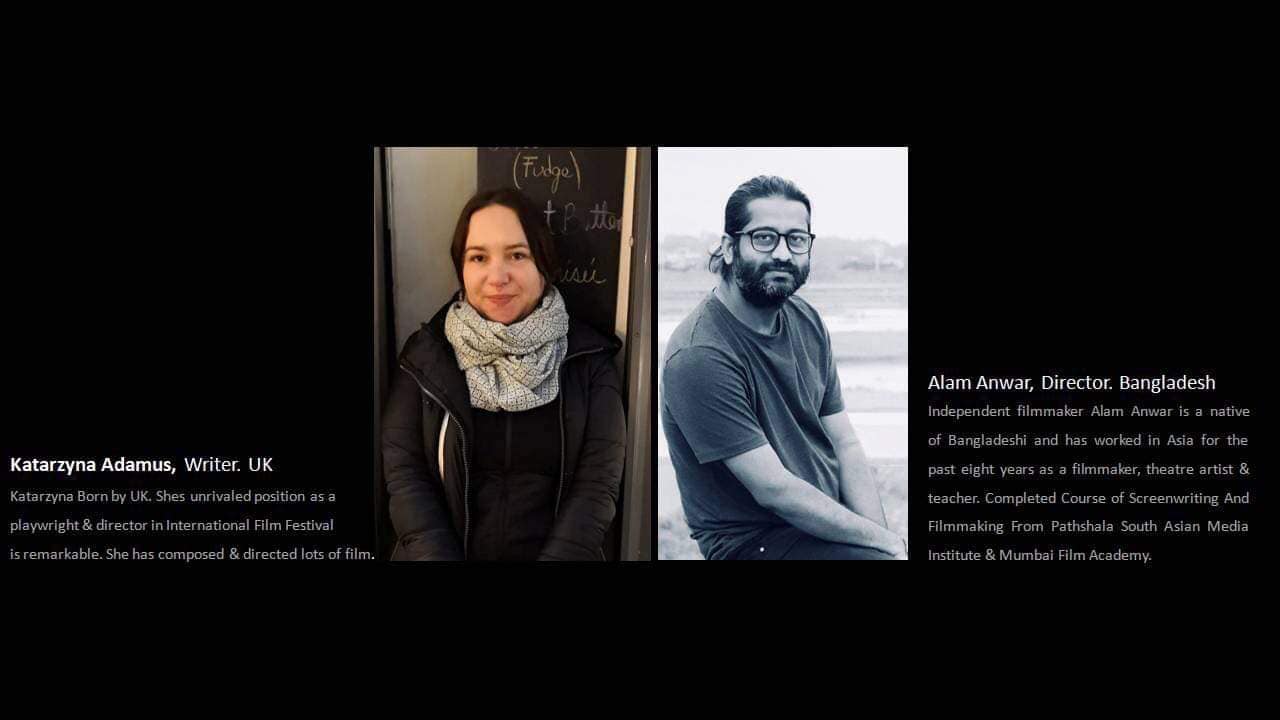 (Fudge)
Katarzyna Adamus, Writer. UK
Katarzyna Born by UK. Shes unrivaled position as a
playwright & director in International Film Festival
is remarkable. She has composed & directed lots of film.
Alam Anwar, Director. Bangladesh
Independent filmmaker Alam Anwar is a native
of Bangladeshi and has worked in Asia for the
past eight years as a filmmaker, theatre artist &
teacher. Completed Course of Screenwriting And
Filmmaking From Pathshala South Asian Media
Institute & Mumbai Film Academy.